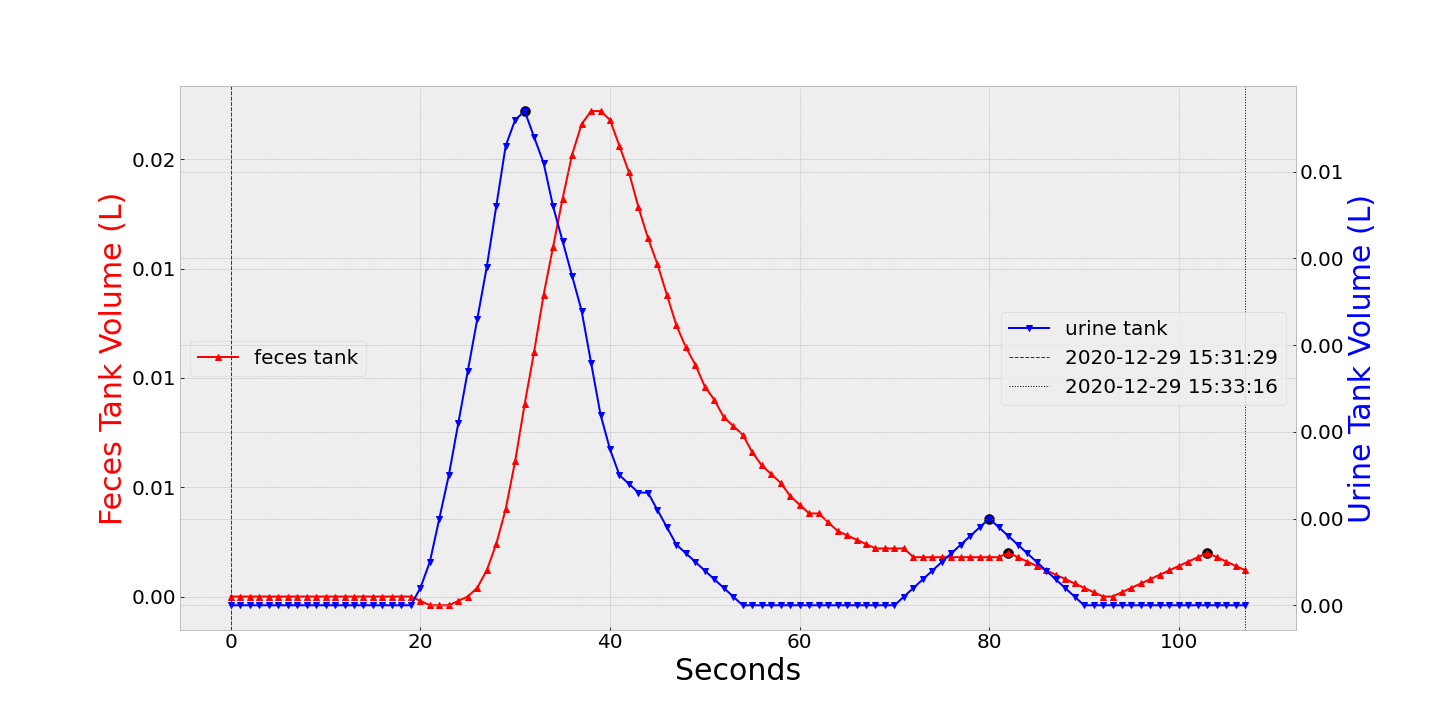 Feces Tank Volume (L)
0.02
0.01
0.01
0.01
0.00
feces tank
urine tank
2020-12-29 15:31:29
2020-12-29 15:33:16
0.01
0.00
0.00
0.00
0.00
0.00
Urine Tank Volume (L)
0 20 40 60 80 100
Seconds